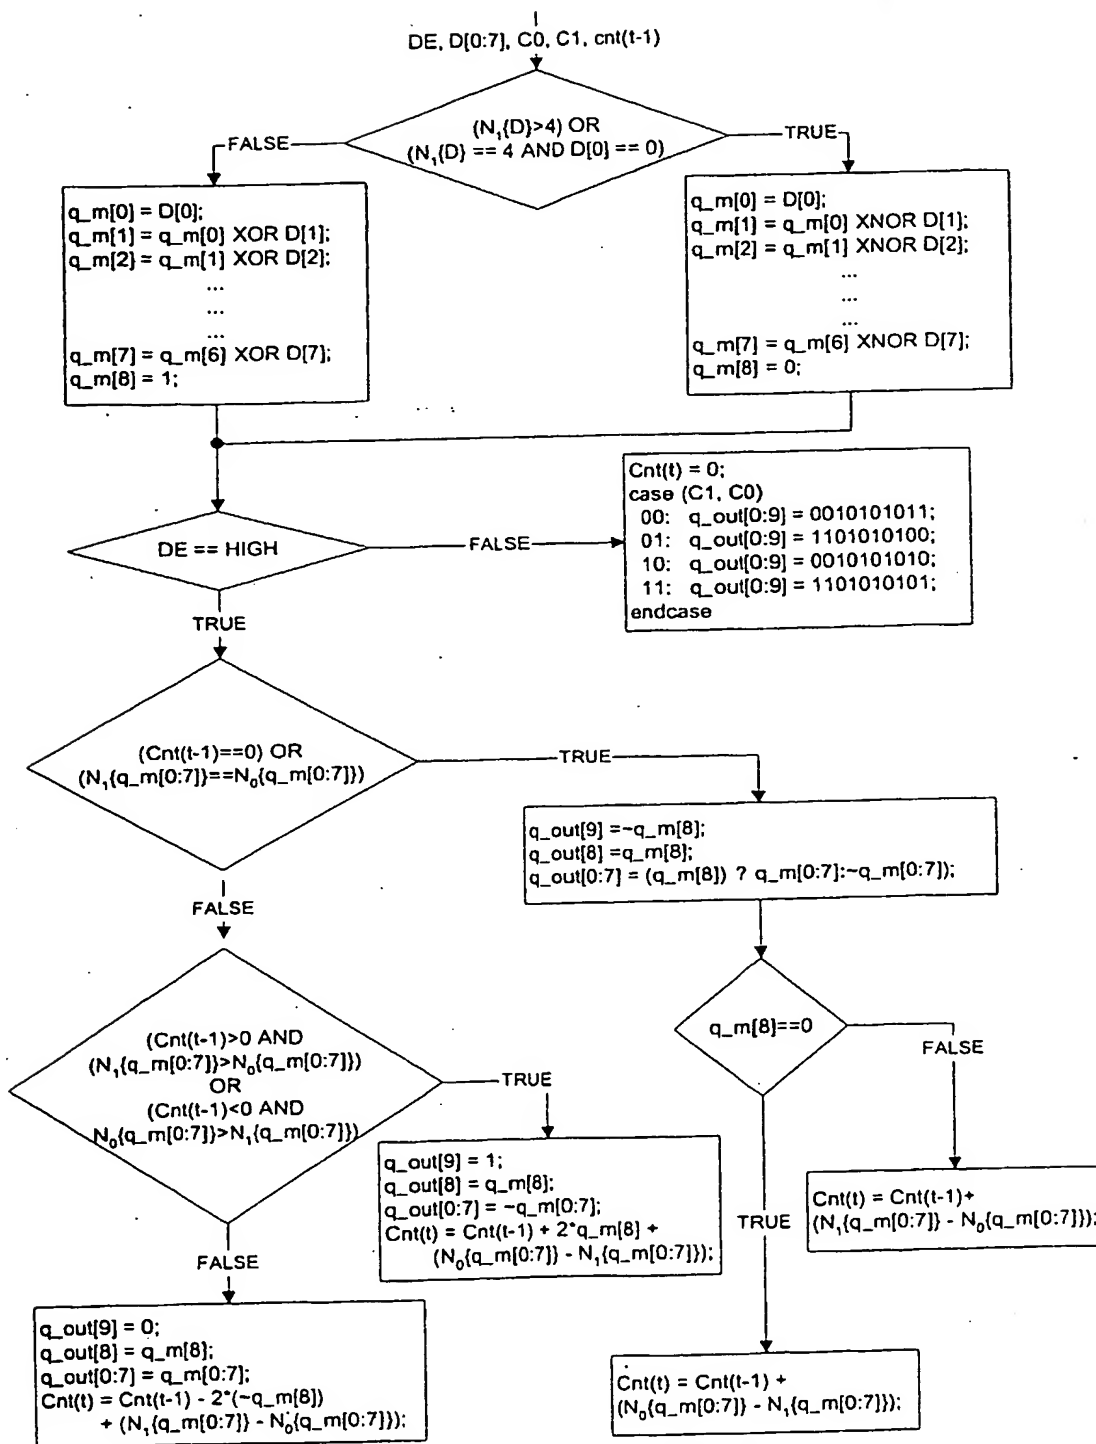 DE, D[0:7], C0, C1, cnt(t-1)
(N₁{D}>4) OR
(N₁{D} == 4 AND D[0] == 0)
FALSE
TRUE
q_m[0] = D[0];
q_m[1] = q_m[0] XOR D[1];
q_m[2] = q_m[1] XOR D[2];
...
...
...
q_m[7] = q_m[6] XOR D[7];
q_m[8] = 1;
q_m[0] = D[0];
q_m[1] = q_m[0] XNOR D[1];
q_m[2] = q_m[1] XNOR D[2];
...
...
...
q_m[7] = q_m[6] XNOR D[7];
q_m[8] = 0;
DE == HIGH
FALSE
Cnt(t) = 0;
case (C1, C0)
00: q_out[0:9] = 0010101011;
01: q_out[0:9] = 1101010100;
10: q_out[0:9] = 0010101010;
11: q_out[0:9] = 1101010101;
endcase
TRUE
(Cnt(t-1)==0) OR
(N₁{q_m[0:7]}==N₀{q_m[0:7]})
TRUE
q_out[9] =~q_m[8];
q_out[8] =q_m[8];
q_out[0:7] = (q_m[8]) ? q_m[0:7]:~q_m[0:7]);
FALSE
(Cnt(t-1)>0 AND
(N₁{q_m[0:7]}>N₀{q_m[0:7]})
OR
(Cnt(t-1)<0 AND
N₀{q_m[0:7]}>N₁{q_m[0:7]})
TRUE
q_m[8]==0
FALSE
q_out[9] = 1;
q_out[8] = q_m[8];
q_out[0:7] = ~q_m[0:7];
Cnt(t) = Cnt(t-1) + 2*q_m[8] +
(N₀{q_m[0:7]} - N₁{q_m[0:7]});
TRUE
Cnt(t) = Cnt(t-1)+
(N₁{q_m[0:7]} - N₀{q_m[0:7]});
FALSE
q_out[9] = 0;
q_out[8] = q_m[8];
q_out[0:7] = q_m[0:7];
Cnt(t) = Cnt(t-1) - 2*(~q_m[8])
+ (N₁{q_m[0:7]} - N₀{q_m[0:7]});
Cnt(t) = Cnt(t-1) +
(N₀{q_m[0:7]} - N₁{q_m[0:7]});